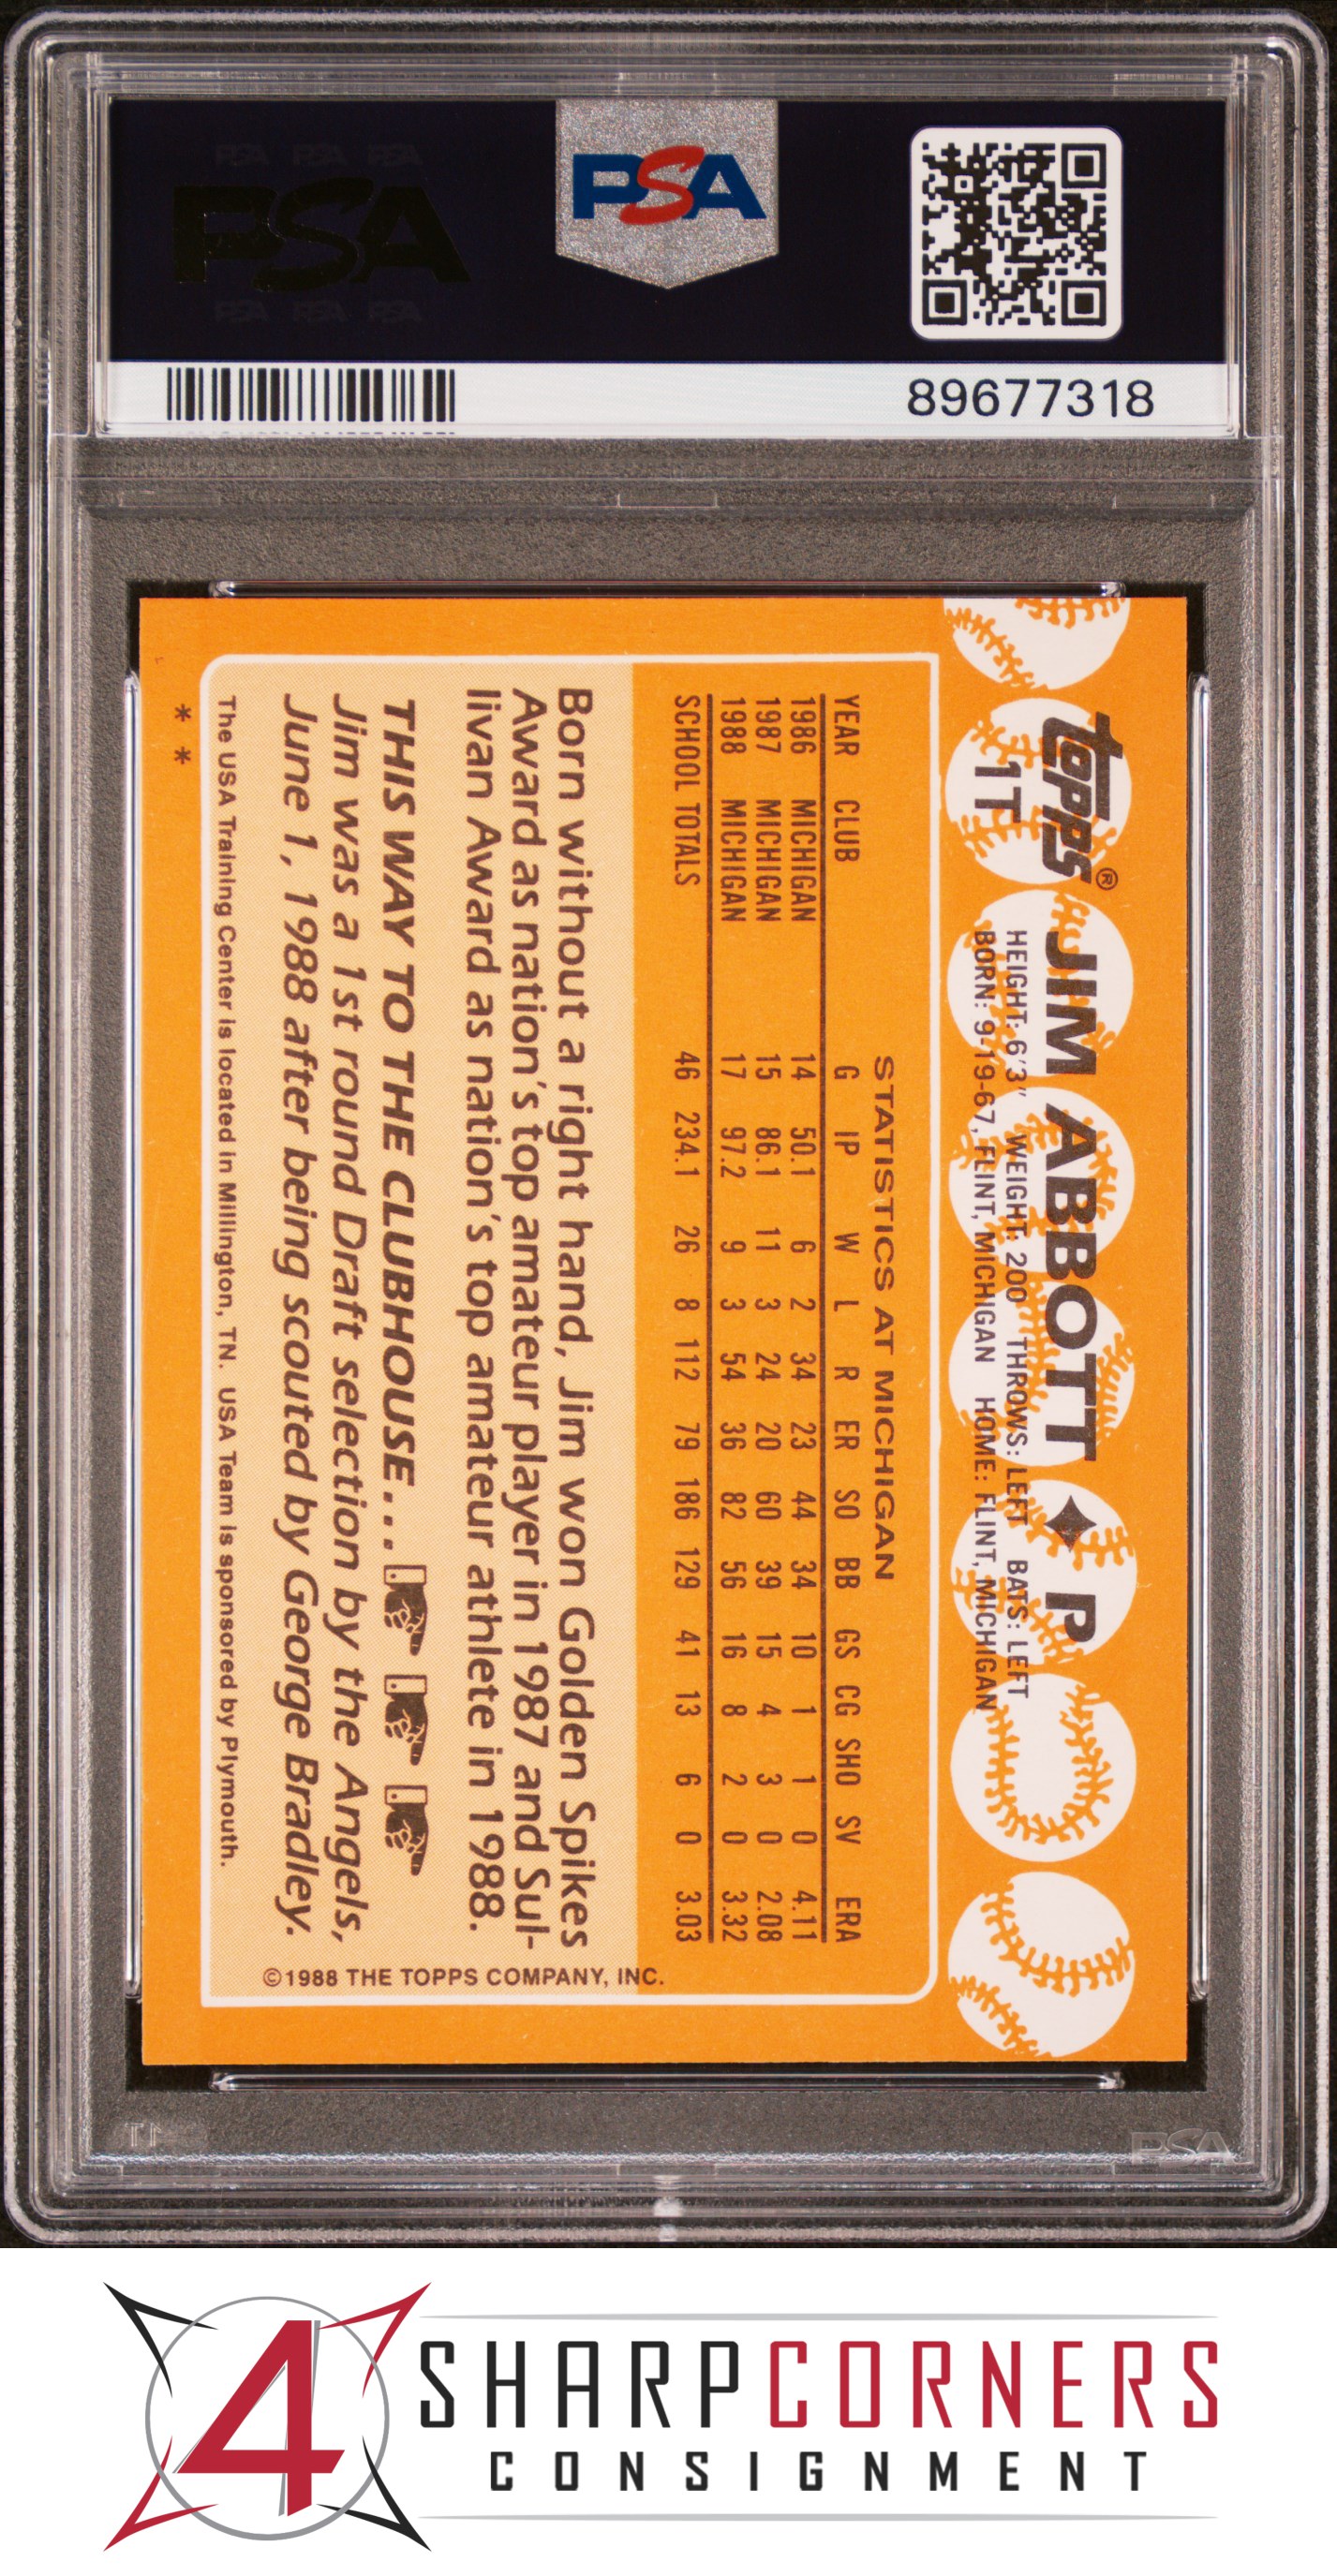 PSA PSA PSA
PSA
PSA PSA PSA
PSA
89677318
topps® JIM ABBOTT ✦ P
1T
HEIGHT: 6'3" WEIGHT: 200 THROWS: LEFT BATS: LEFT
BORN: 9-19-67, FLINT, MICHIGAN HOME: FLINT, MICHIGAN
STATISTICS AT MICHIGAN
YEAR CLUB G IP W L R ER SO BB GS CG SHO SV ERA
1986 MICHIGAN 14 50.1 6 2 34 23 44 34 10 1 1 0 4.11
1987 MICHIGAN 15 86.1 11 3 24 20 60 39 15 4 3 0 2.08
1988 MICHIGAN 17 97.2 9 3 54 36 82 56 16 8 2 0 3.32
SCHOOL TOTALS 46 234.1 26 8 112 79 186 129 41 13 6 0 3.03
Born without a right hand, Jim won Golden Spikes
Award as nation's top amateur player in 1987 and Sul-
livan Award as nation's top amateur athlete in 1988.
THIS WAY TO THE CLUBHOUSE...
Jim was a 1st round Draft selection by the Angels,
June 1, 1988 after being scouted by George Bradley.
©1988 THE TOPPS COMPANY, INC.
The USA Training Center is located in Millington, TN. USA Team is sponsored by Plymouth.
* *
PSA
4
SHARPCORNERS
CONSIGNMENT